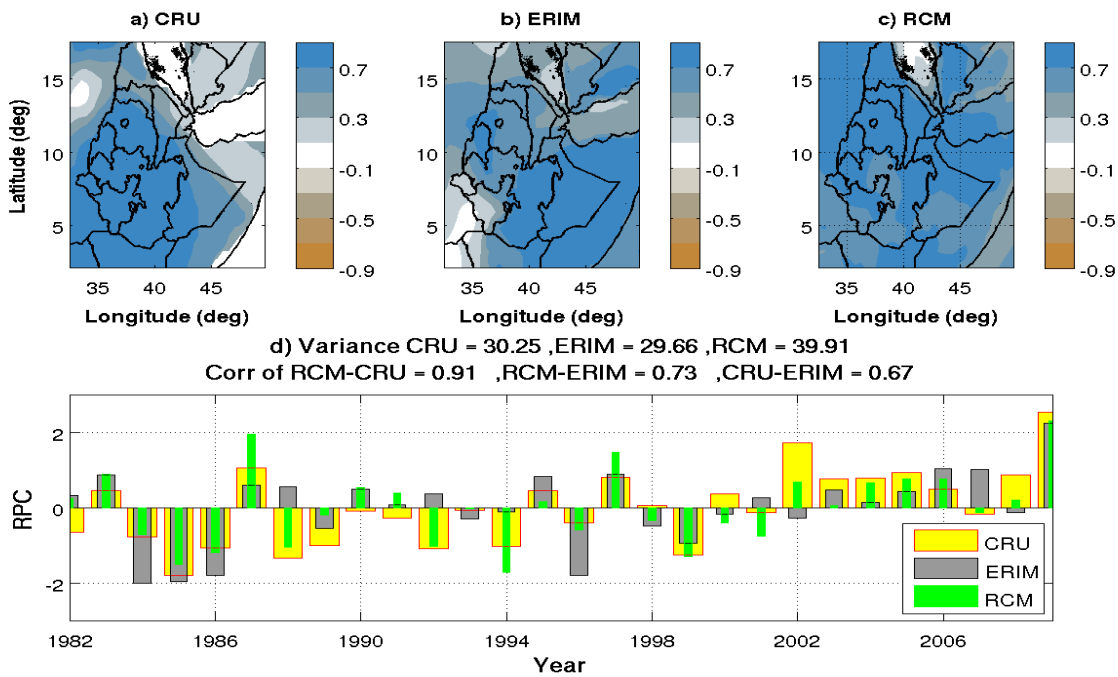 a) CRU
b) ERIM
c) RCM
Latitude (deg)
15
10
5
35 40 45
Longitude (deg)
0.7
0.3
-0.1
-0.5
-0.9
15
10
5
35 40 45
Longitude (deg)
0.7
0.3
-0.1
-0.5
-0.9
15
10
5
35 40 45
Longitude (deg)
0.7
0.3
-0.1
-0.5
-0.9
d) Variance CRU = 30.25 ,ERIM = 29.66 ,RCM = 39.91
Corr of RCM-CRU = 0.91 ,RCM-ERIM = 0.73 ,CRU-ERIM = 0.67
RPC
2
0
-2
CRU
ERIM
RCM
1982 1986 1990 1994 1998 2002 2006
Year